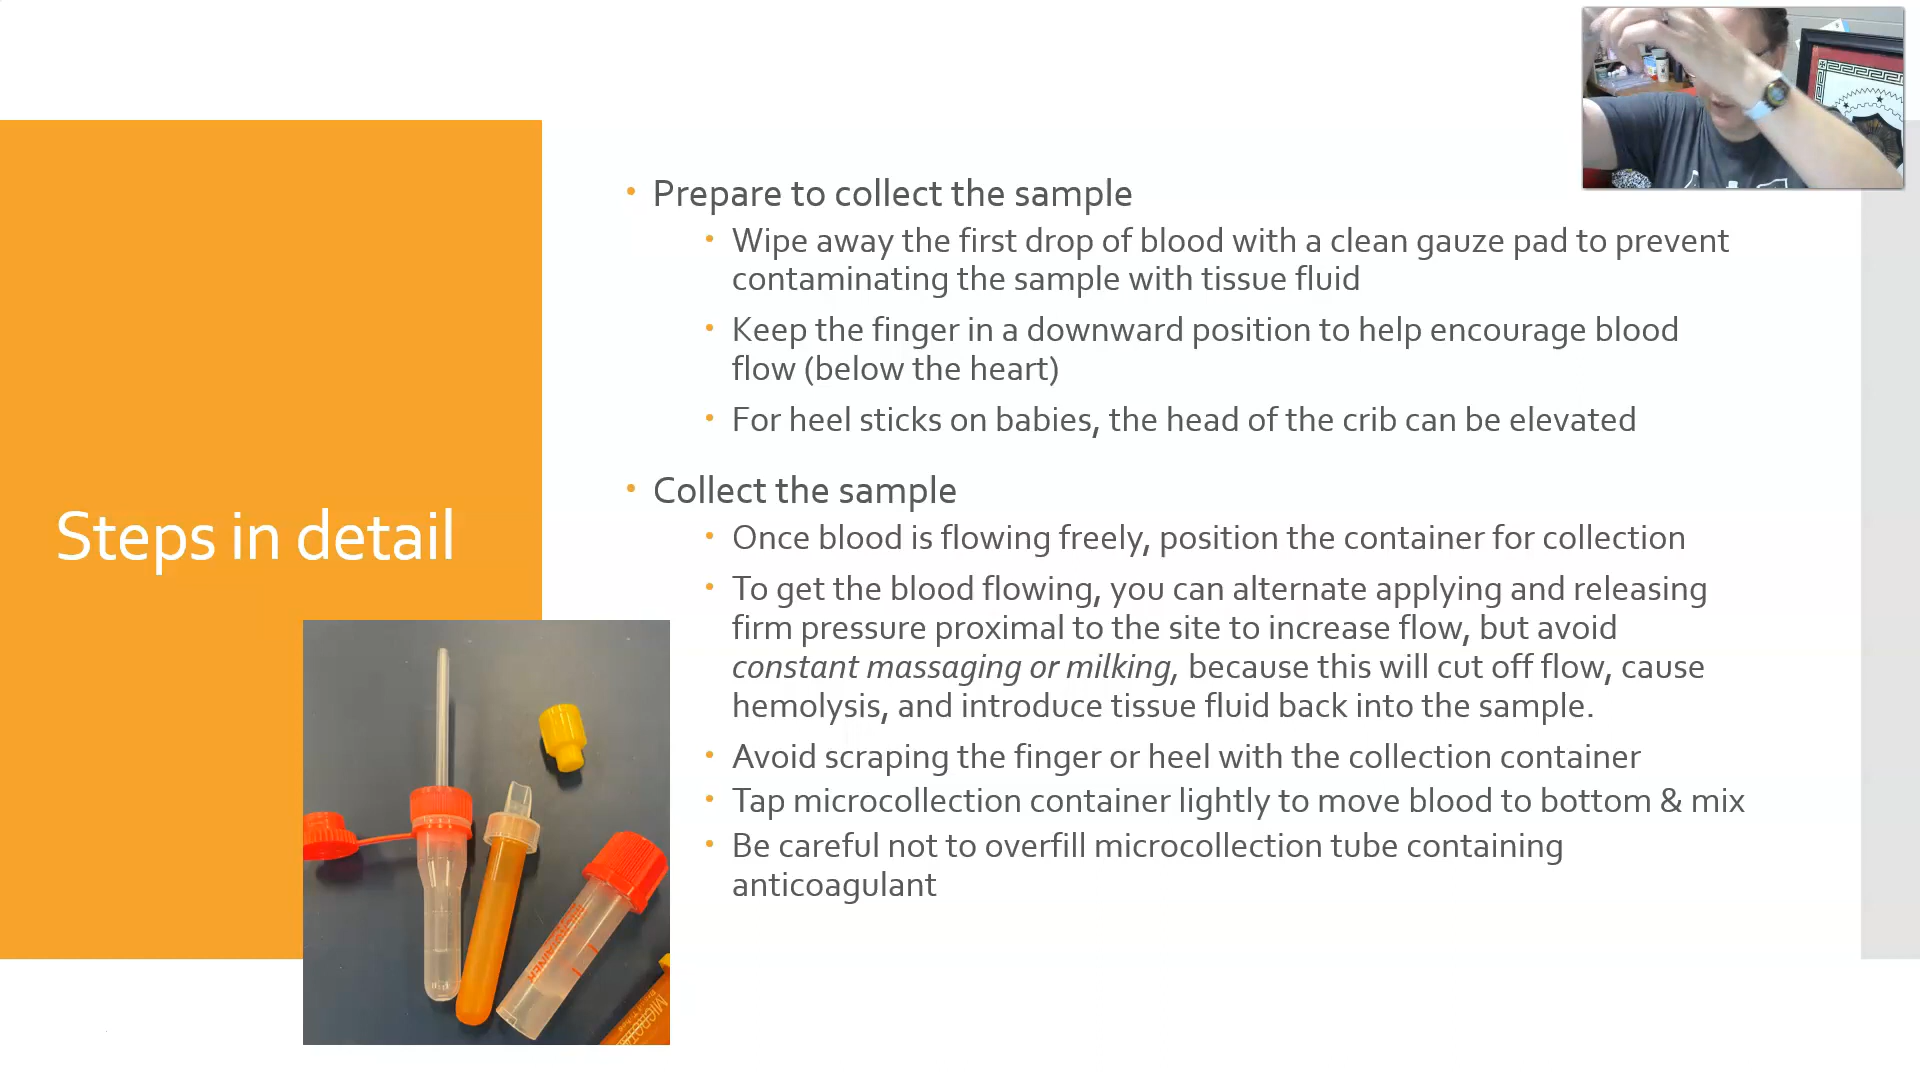 Prepare to collect the sample
Wipe away the first drop of blood with a clean gauze pad to prevent
contaminating the sample with tissue fluid
Keep the finger in a downward position to help encourage blood
flow (below the heart)
For heel sticks on babies, the head of the crib can be elevated
Collect the sample
Once blood is flowing freely, position the container for collection
To get the blood flowing, you can alternate applying and releasing
firm pressure proximal to the site to increase flow, but avoid
constant massaging or milking, because this will cut off flow, cause
hemolysis, and introduce tissue fluid back into the sample.
Avoid scraping the finger or heel with the collection container
Tap microcollection container lightly to move blood to bottom & mix
Be careful not to overfill microcollection tube containing
anticoagulant
Steps in detail